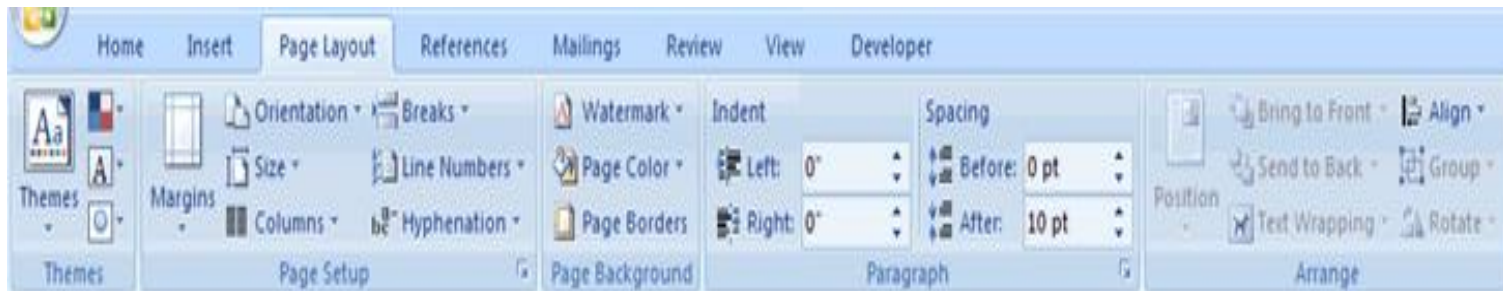 Home Insert Page Layout References Mailings Review View Developer
Aa
A
Themes
Themes
Margins
Orientation
Size
Columns
Breaks
Line Numbers
Hyphenation
Page Setup
Watermark
Page Color
Page Borders
Page Background
Indent
Left: 0"
Right: 0"
Spacing
Before: 0 pt
After: 10 pt
Paragraph
Position
Bring to Front
Send to Back
Text Wrapping
Align
Group
Rotate
Arrange